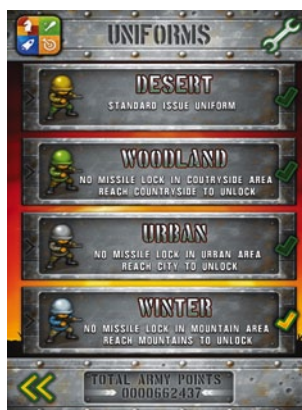 UNIFORMS
DESERT
STANDARD ISSUE UNIFORM
WOODLAND
NO MISSILE LOCK IN COUTRYSIDE AREA
REACH COUNTRYSIDE TO UNLOCK
URBAN
NO MISSILE LOCK IN URBAN AREA
REACH CITY TO UNLOCK
WINTER
NO MISSILE LOCK IN MOUNTAIN AREA
REACH MOUNTAINS TO UNLOCK
TOTAL ARMY POINTS
0000662437